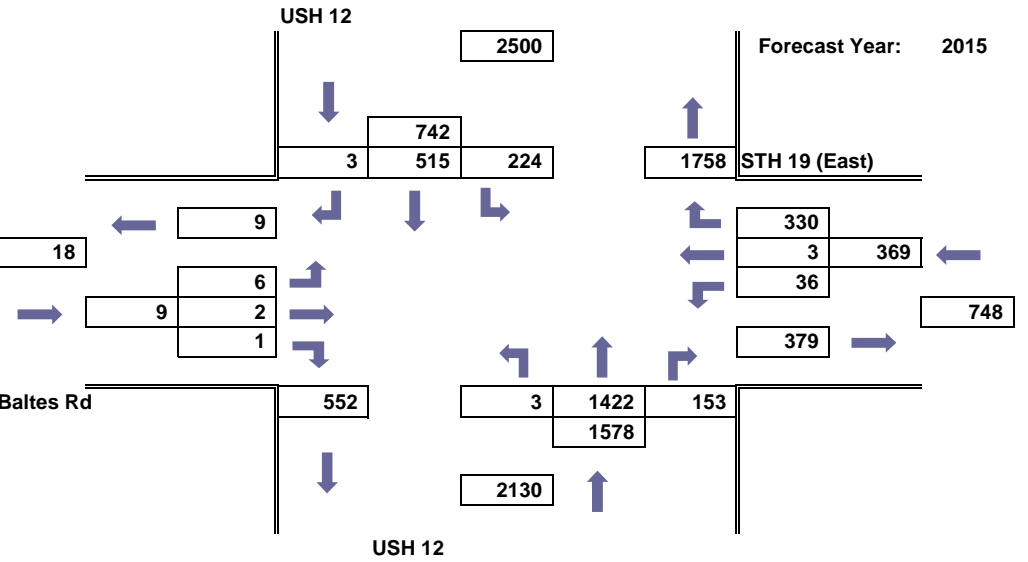 USH 12
2500 Forecast Year: 2015
742
3 515 224 1758 STH 19 (East)
9 330
18 3 369
6 36
9 2 748
1 379
Baltes Rd 552 3 1422 153
1578
2130
USH 12